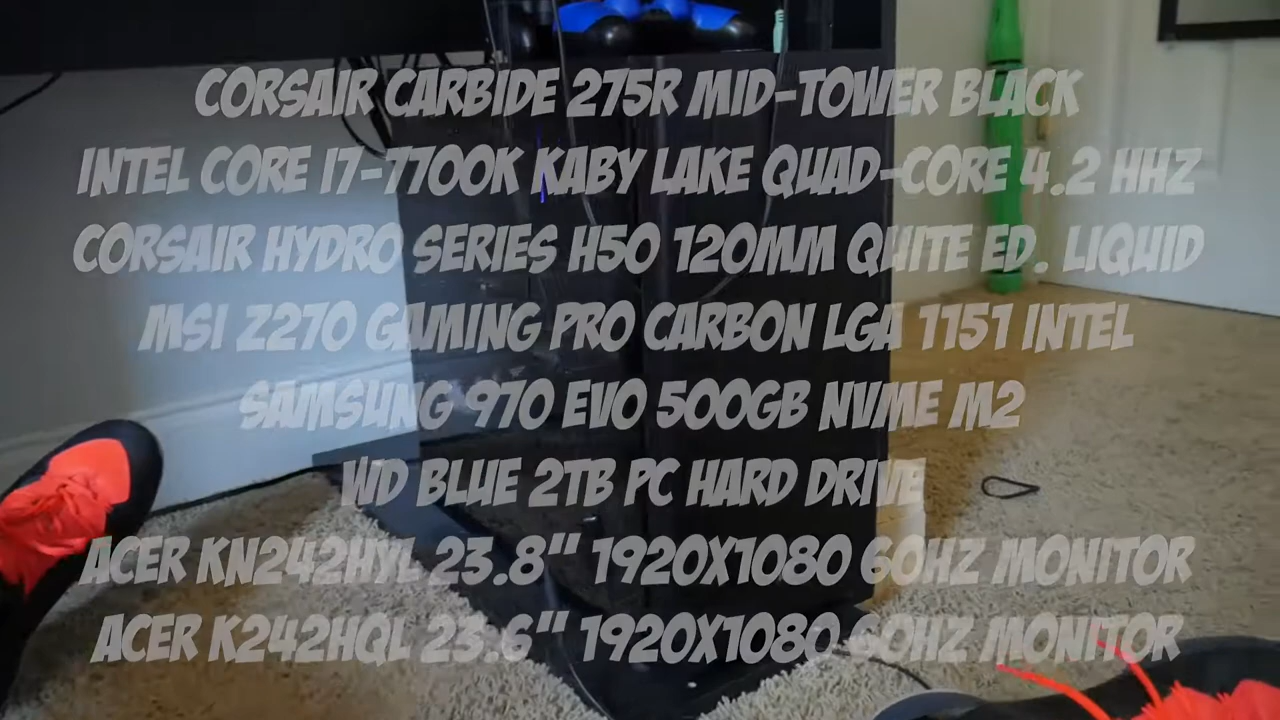 CORSAIR CARBIDE 275R MID-TOWER BLACK
INTEL CORE I7-7700K KABY LAKE QUAD-CORE 4.2 HHZ
CORSAIR HYDRO SERIES H50 120MM QUITE ED. LIQUID
MSI Z270 GAMING PRO CARBON LGA 1151 INTEL
SAMSUNG 970 EVO 500GB NVME M2
WD BLUE 2TB PC HARD DRIVE
ACER KN242HYL 23.8" 1920X1080 60HZ MONITOR
ACER K242HQL 23.6" 1920X1080 60HZ MONITOR